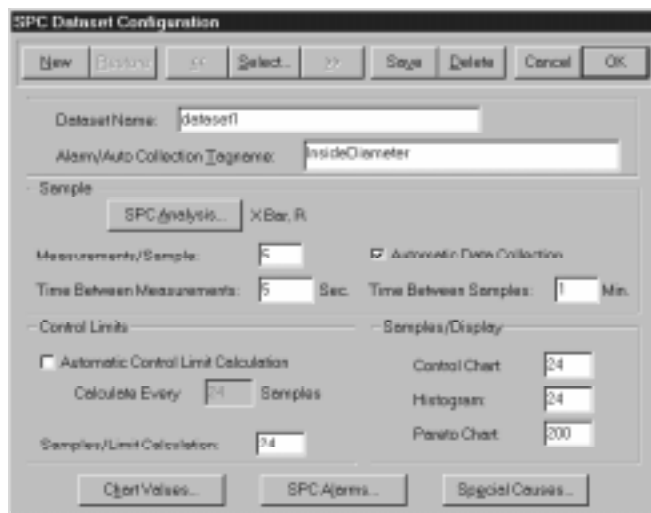 SPC Dataset Configuration
New Restore << Select... >> Save Delete Cancel OK
Dataset Name: dataset1
Alarm/Auto Collection Tagname: InsideDiameter
Sample
SPC Analysis... X Bar, R
Measurements/Sample: 5 Automatic Data Collection
Time Between Measurements: 5 Sec. Time Between Samples: 1 Min.
Control Limits Samples/Display
Automatic Control Limit Calculation Control Chart: 24
Calculate Every 24 Samples Histogram: 24
Samples/Limit Calculation: 24 Pareto Chart: 200
Chart Values... SPC Alarms... Special Causes...